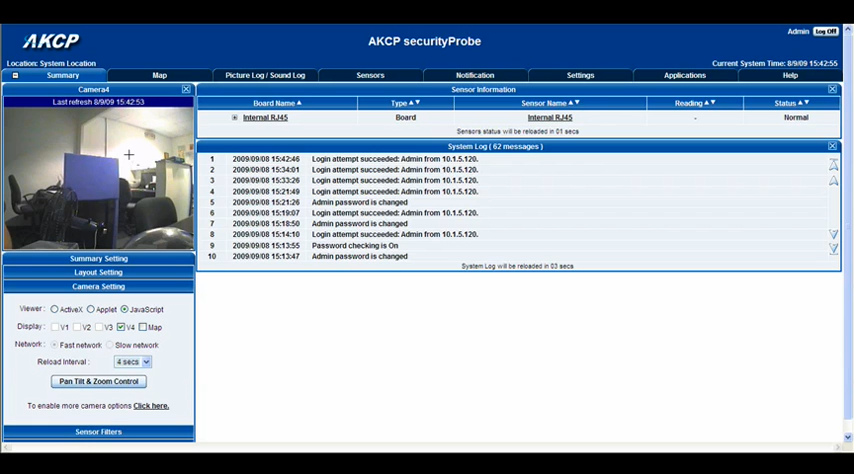 AKCP
AKCP securityProbe
Admin Log Off
Location: System Location
Current System Time: 8/9/09 15:42:55
Summary Map Picture Log / Sound Log Sensors Notification Settings Applications Help
Camera4
Last refresh 8/9/09 15:42:53
Sensor Information
Board Name Type Sensor Name Reading Status
Internal RJ45 Board Internal RJ45 - Normal
Sensors status will be reloaded in 01 secs
System Log ( 62 messages )
1 2009/09/08 15:42:46 Login attempt succeeded: Admin from 10.1.5.120.
2 2009/09/08 15:34:01 Login attempt succeeded: Admin from 10.1.5.120.
3 2009/09/08 15:33:26 Login attempt succeeded: Admin from 10.1.5.120.
4 2009/09/08 15:21:49 Login attempt succeeded: Admin from 10.1.5.120.
5 2009/09/08 15:21:26 Admin password is changed
6 2009/09/08 15:19:07 Login attempt succeeded: Admin from 10.1.5.120.
7 2009/09/08 15:18:50 Admin password is changed
8 2009/09/08 15:14:10 Login attempt succeeded: Admin from 10.1.5.120.
9 2009/09/08 15:13:55 Password checking is On
10 2009/09/08 15:13:47 Admin password is changed
System Log will be reloaded in 03 secs
Summary Setting
Layout Setting
Camera Setting
Viewer: ActiveX Applet JavaScript
Display: V1 V2 V3 V4 Map
Network: Fast network Slow network
Reload Interval : 4 secs
Pan Tilt & Zoom Control
To enable more camera options Click here.
Sensor Filters